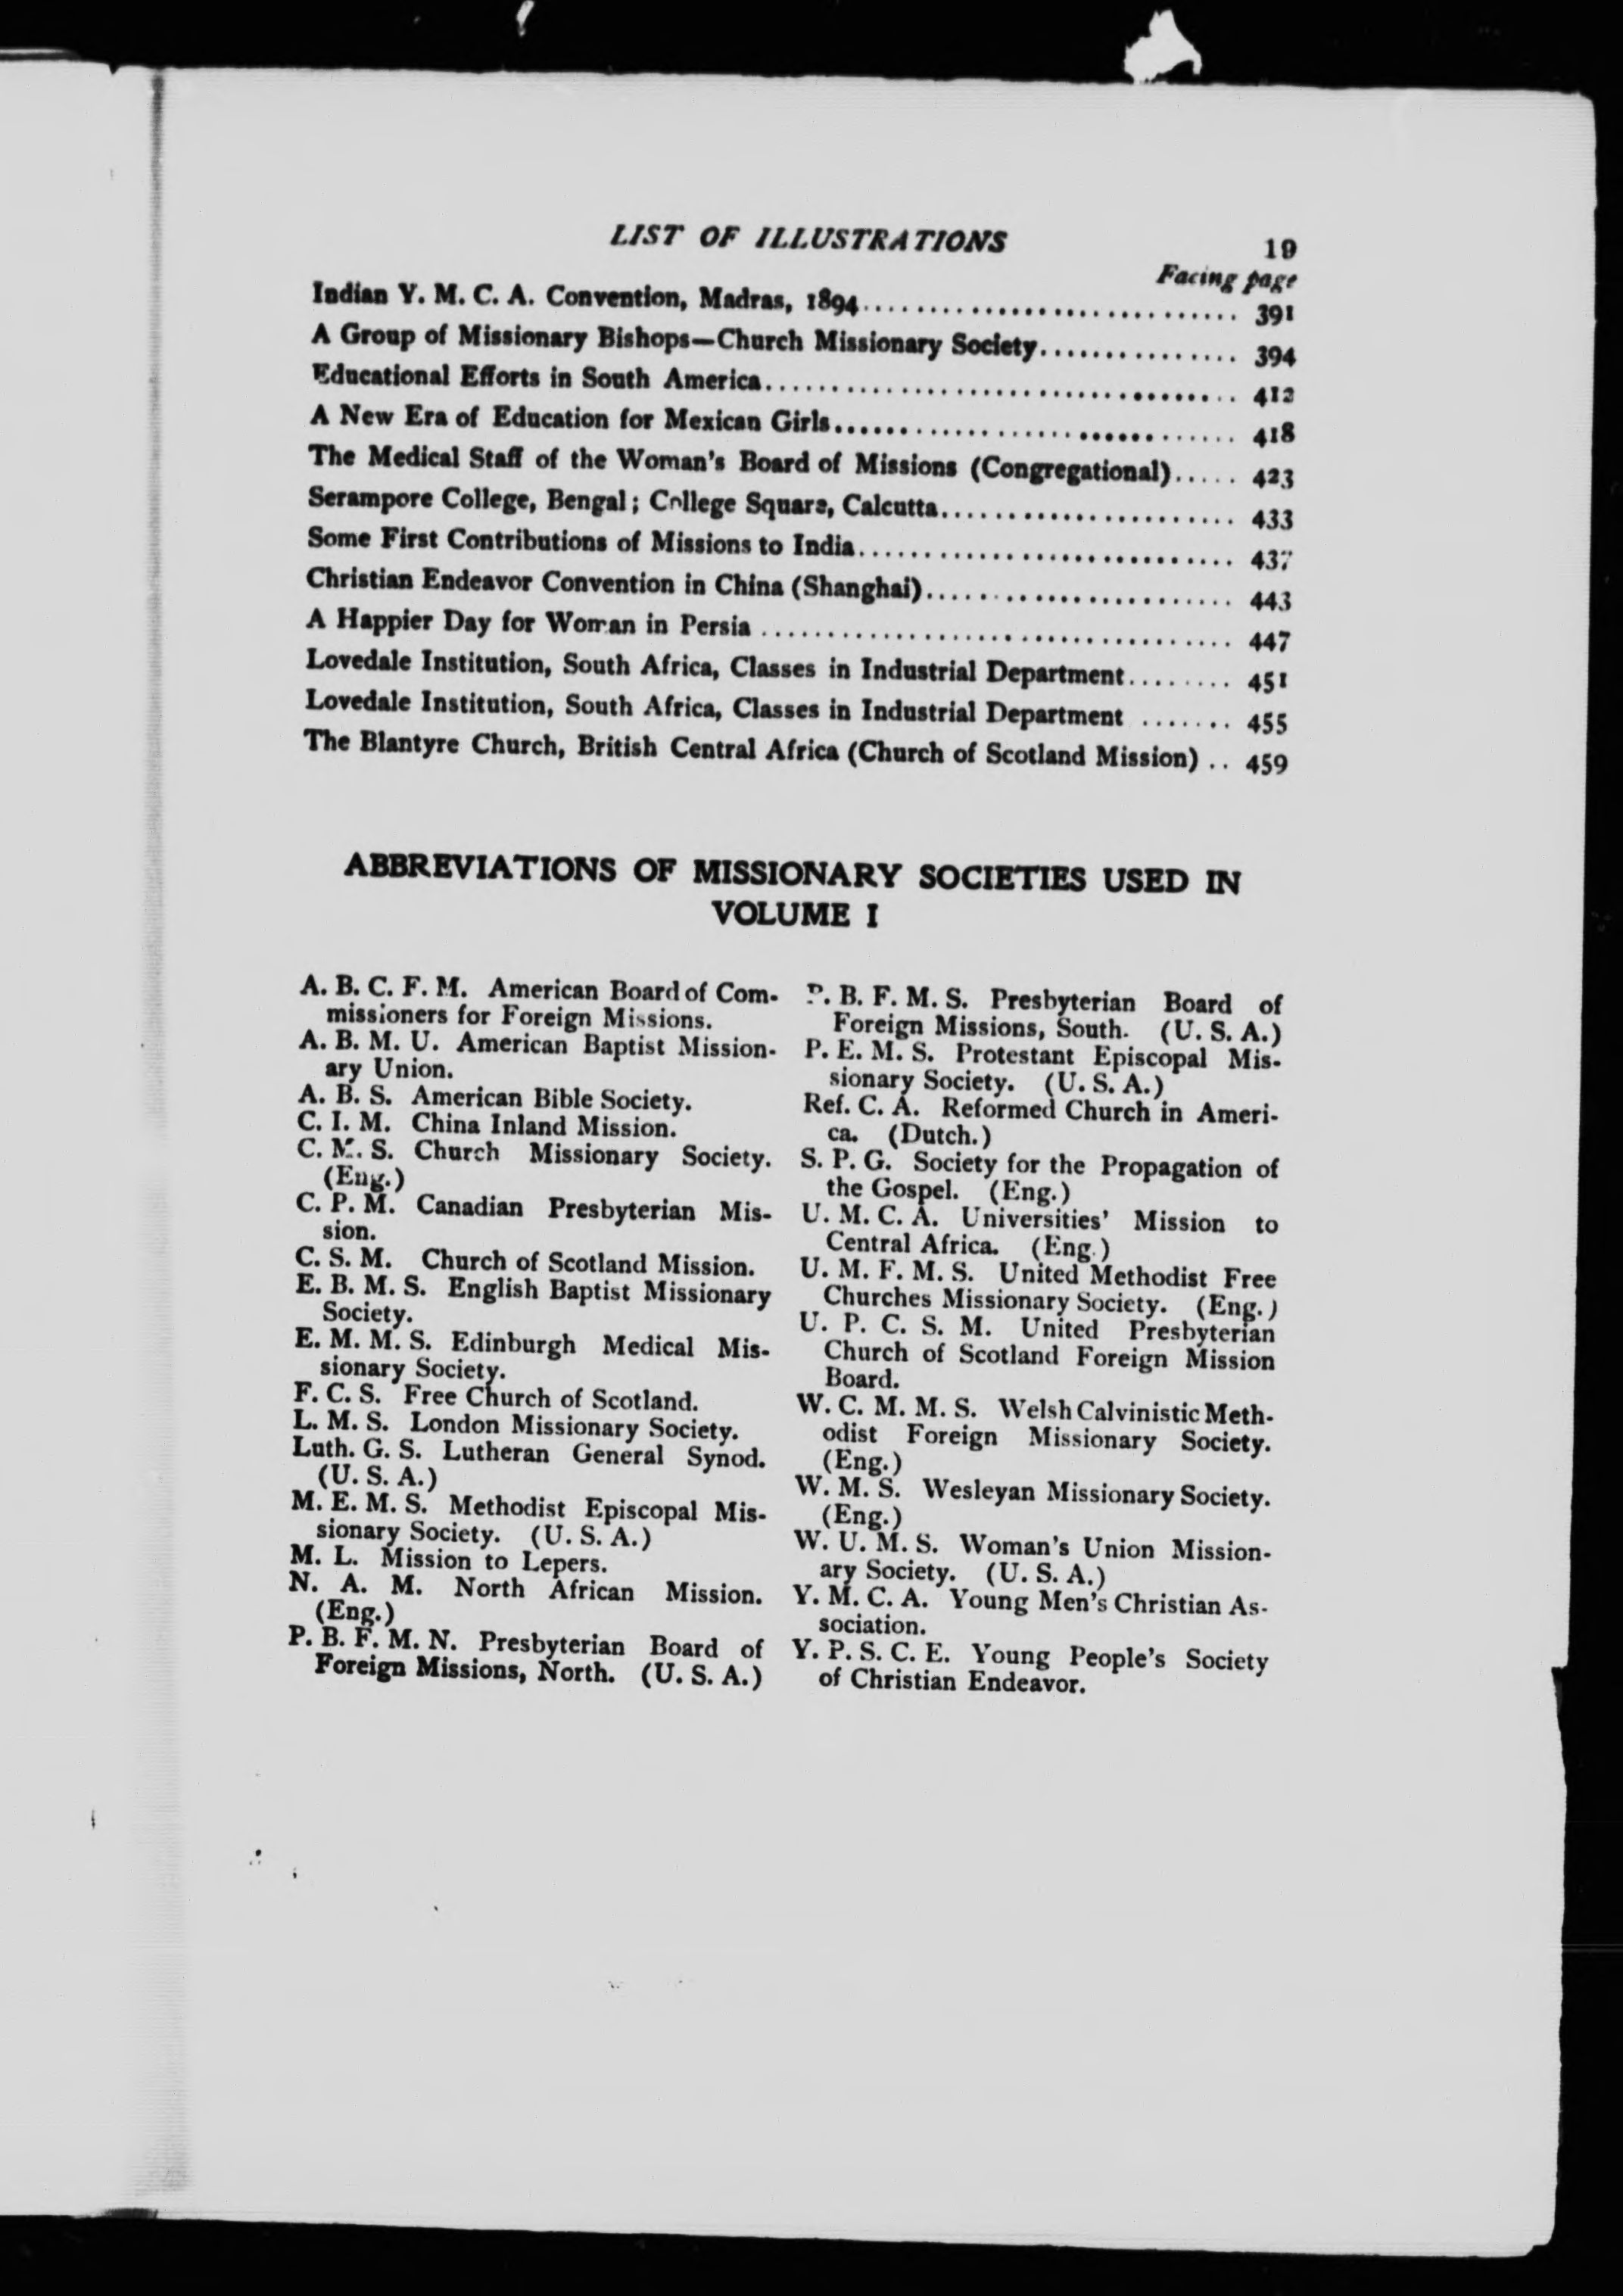 LIST OF ILLUSTRATIONS 19
Facing page
Indian Y. M. C. A. Convention, Madras, 1894.............................. 391
A Group of Missionary Bishops—Church Missionary Society............... 394
Educational Efforts in South America.................................... 412
A New Era of Education for Mexican Girls............................... 418
The Medical Staff of the Woman's Board of Missions (Congregational)..... 423
Serampore College, Bengal; College Square, Calcutta....................... 433
Some First Contributions of Missions to India............................. 437
Christian Endeavor Convention in China (Shanghai)........................ 443
A Happier Day for Woman in Persia .................................... 447
Lovedale Institution, South Africa, Classes in Industrial Department........ 451
Lovedale Institution, South Africa, Classes in Industrial Department ....... 455
The Blantyre Church, British Central Africa (Church of Scotland Mission) .. 459
ABBREVIATIONS OF MISSIONARY SOCIETIES USED IN
VOLUME I
A. B. C. F. M. American Board of Com-
missioners for Foreign Missions.
A. B. M. U. American Baptist Mission-
ary Union.
A. B. S. American Bible Society.
C. I. M. China Inland Mission.
C. M. S. Church Missionary Society.
(Eng.)
C. P. M. Canadian Presbyterian Mis-
sion.
C. S. M. Church of Scotland Mission.
E. B. M. S. English Baptist Missionary
Society.
E. M. M. S. Edinburgh Medical Mis-
sionary Society.
F. C. S. Free Church of Scotland.
L. M. S. London Missionary Society.
Luth. G. S. Lutheran General Synod.
(U. S. A.)
M. E. M. S. Methodist Episcopal Mis-
sionary Society. (U. S. A.)
M. L. Mission to Lepers.
N. A. M. North African Mission.
(Eng.)
P. B. F. M. N. Presbyterian Board of
Foreign Missions, North. (U. S. A.)
P. B. F. M. S. Presbyterian Board of
Foreign Missions, South. (U. S. A.)
P. E. M. S. Protestant Episcopal Mis-
sionary Society. (U. S. A.)
Ref. C. A. Reformed Church in Ameri-
ca. (Dutch.)
S. P. G. Society for the Propagation of
the Gospel. (Eng.)
U. M. C. A. Universities' Mission to
Central Africa. (Eng.)
U. M. F. M. S. United Methodist Free
Churches Missionary Society. (Eng.)
U. P. C. S. M. United Presbyterian
Church of Scotland Foreign Mission
Board.
W. C. M. M. S. Welsh Calvinistic Meth-
odist Foreign Missionary Society.
(Eng.)
W. M. S. Wesleyan Missionary Society.
(Eng.)
W. U. M. S. Woman's Union Mission-
ary Society. (U. S. A.)
Y. M. C. A. Young Men's Christian As-
sociation.
Y. P. S. C. E. Young People's Society
of Christian Endeavor.